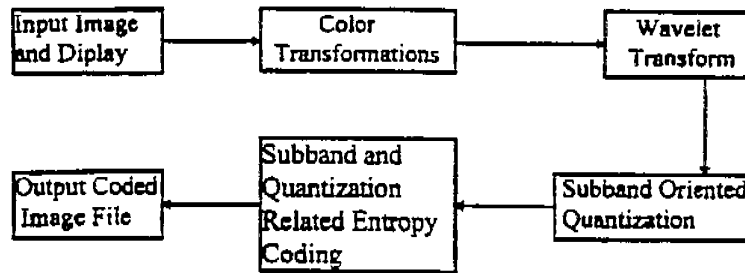 Input Image
and Diplay
Color
Transformations
Wavelet
Transform
Subband Oriented
Quantization
Subband and
Quantization
Related Entropy
Coding
Output Coded
Image File